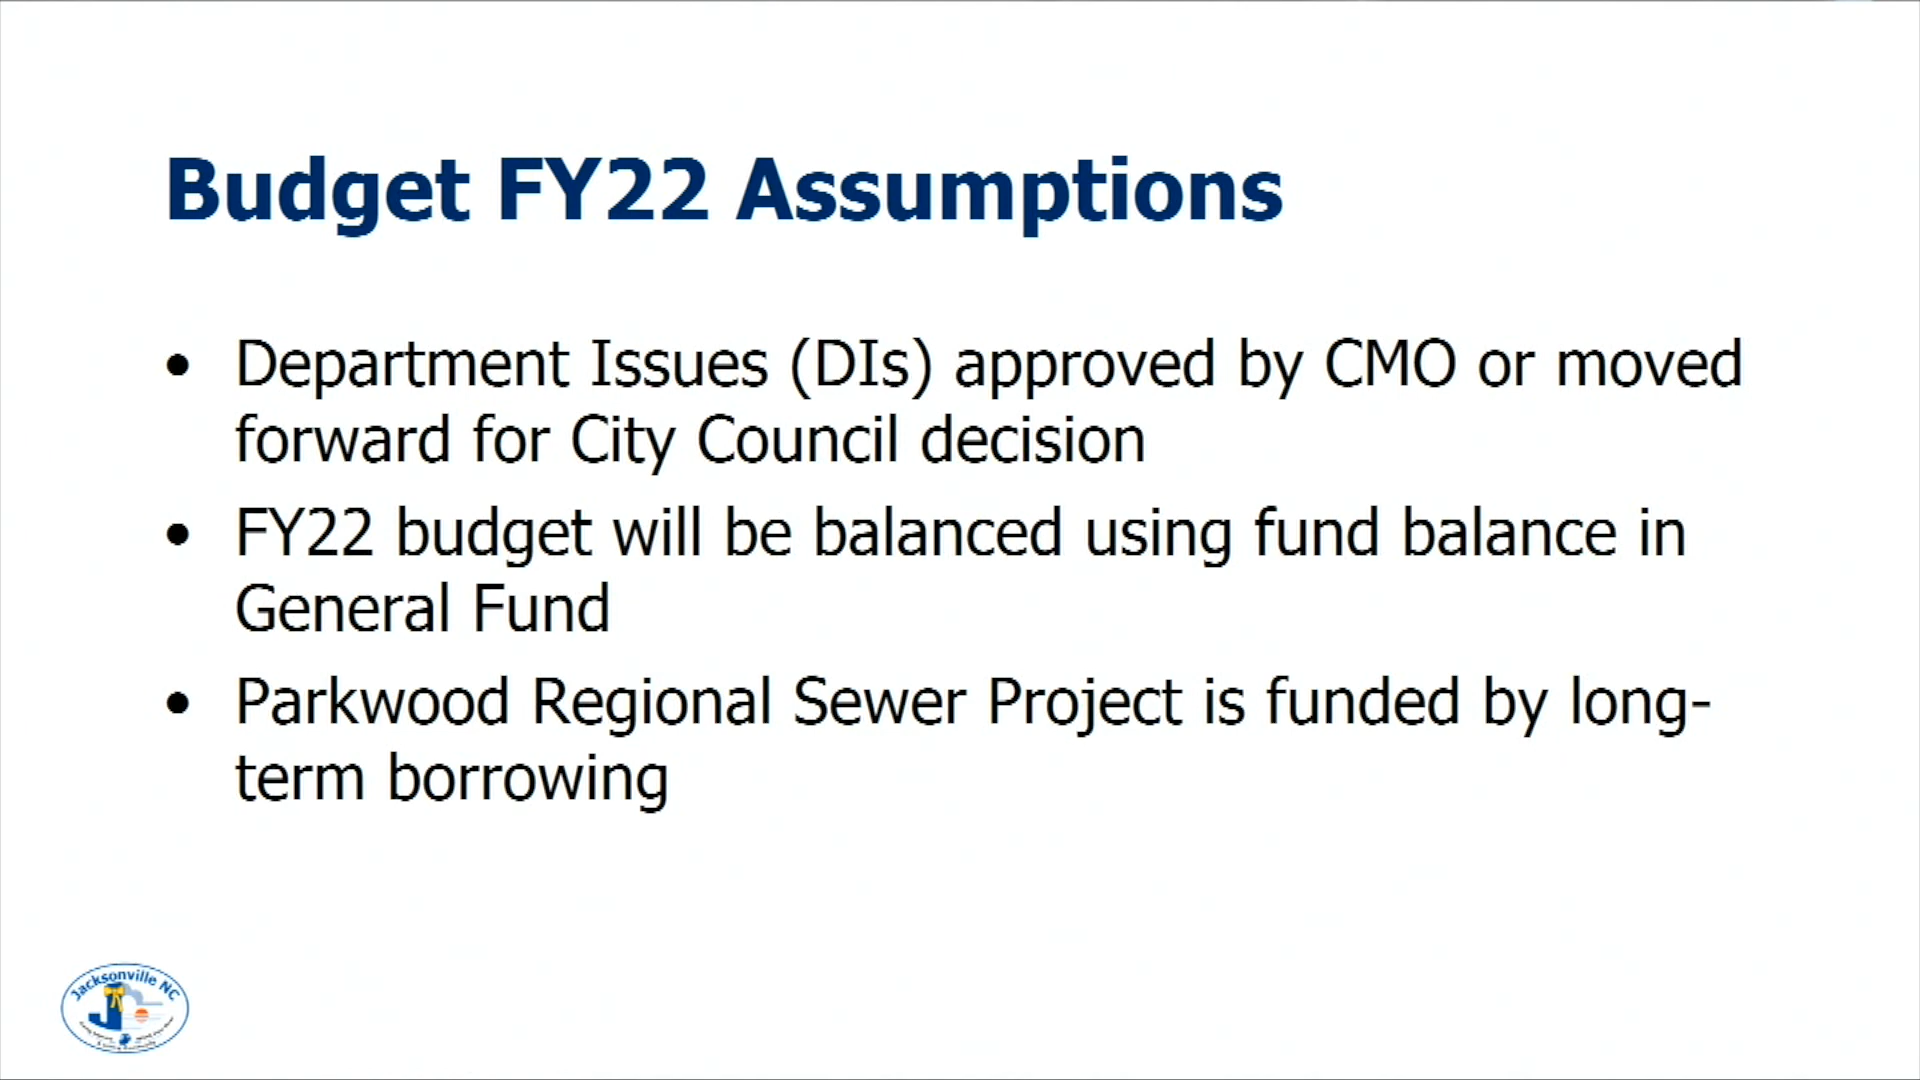 Budget FY22 Assumptions
• Department Issues (DIs) approved by CMO or moved
forward for City Council decision
• FY22 budget will be balanced using fund balance in
General Fund
• Parkwood Regional Sewer Project is funded by long-
term borrowing
Jacksonville NC